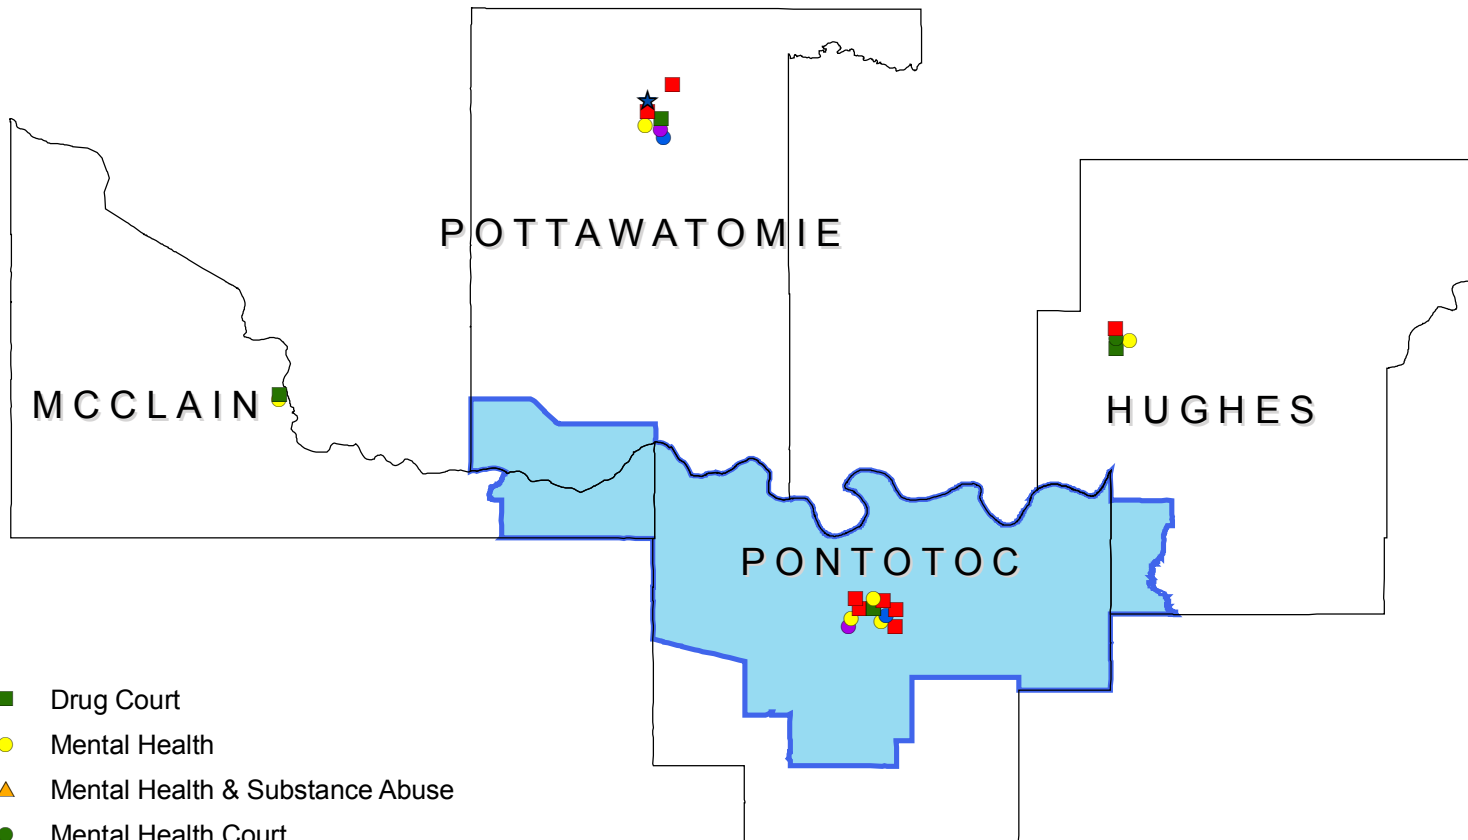 POTTAWATOMIE
MCCLAIN
HUGHES
PONTOTOC
Drug Court
Mental Health
Mental Health & Substance Abuse
Mental Health Court